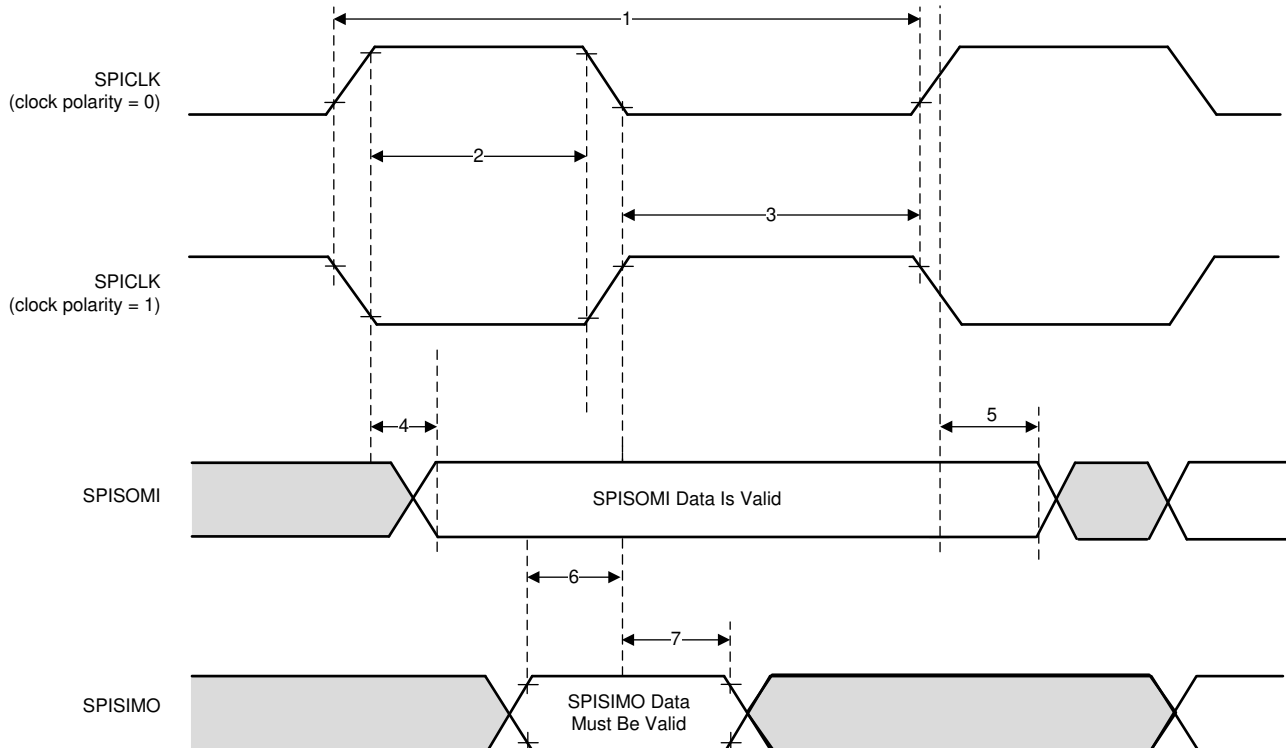 1
SPICLK
(clock polarity = 0)
2
3
SPICLK
(clock polarity = 1)
4
5
SPISOMI
SPISOMI Data Is Valid
6
7
SPISIMO
SPISIMO Data
Must Be Valid